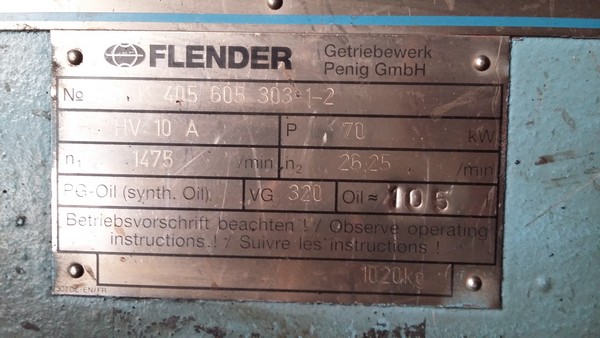 FLENDER Getriebewerk
Penig GmbH
No 405 605 303-1-2
HV 10 A P 70 kW
n₁ 1475 /min n₂ 26,25 /min
PG-Oil (synth. Oil) VG 320 Oil ≈ 105
Betriebsvorschrift beachten ! / Observe operating
instructions ! / Suivre les instructions !
1020kg